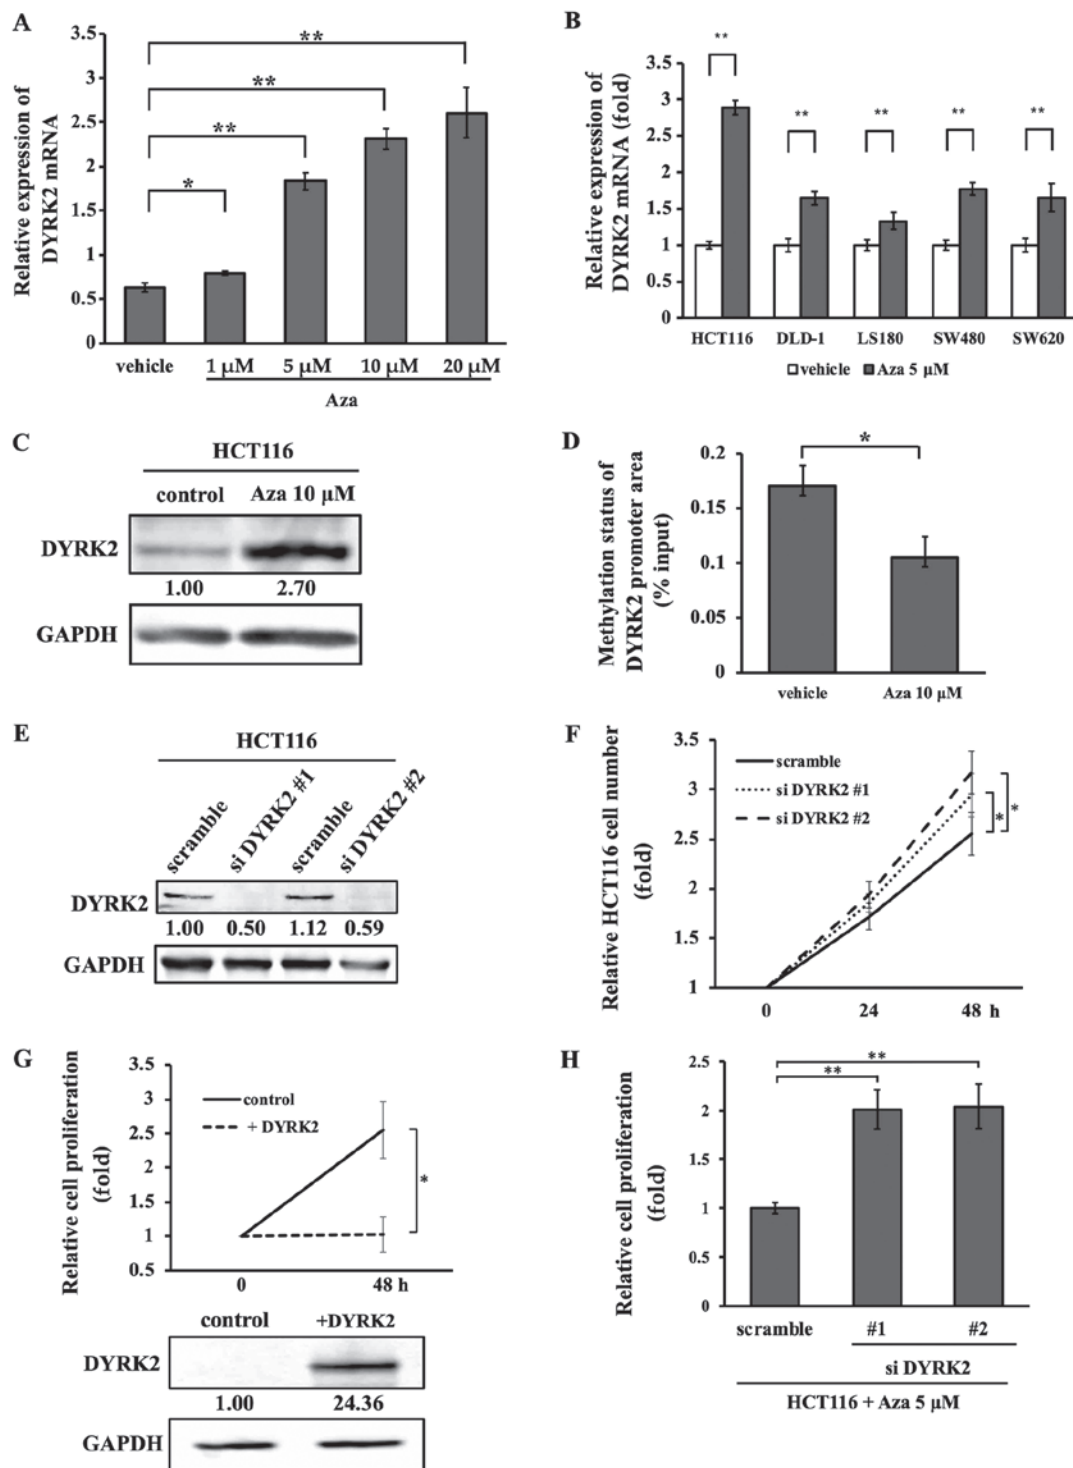 A
Relative expression of
DYRK2 mRNA
3.5
3
2.5
2
1.5
1
0.5
0
*
**
**
**
vehicle
1 µM
5 µM
10 µM
20 µM
Aza
B
Relative expression of
DYRK2 mRNA (fold)
3.5
3
2.5
2
1.5
1
0.5
0
**
**
**
**
**
HCT116
DLD-1
LS180
SW480
SW620
vehicle
Aza 5 µM
C
HCT116
control
Aza 10 µM
DYRK2
1.00
2.70
GAPDH
D
Methylation status of
DYRK2 promoter area
(% input)
0.2
0.15
0.1
0.05
0
*
vehicle
Aza 10 µM
E
HCT116
scramble
si DYRK2 #1
scramble
si DYRK2 #2
DYRK2
1.00
0.50
1.12
0.59
GAPDH
F
Relative HCT116 cell number
(fold)
3.5
3
2.5
2
1.5
1
scramble
si DYRK2 #1
si DYRK2 #2
*
*
0
24
48 h
G
Relative cell proliferation
(fold)
3.5
3
2.5
2
1.5
1
0.5
control
+ DYRK2
*
0
48 h
control
+DYRK2
DYRK2
1.00
24.36
GAPDH
H
Relative cell proliferation
(fold)
2.5
2
1.5
1
0.5
0
**
**
scramble
#1
#2
si DYRK2
HCT116 + Aza 5 µM